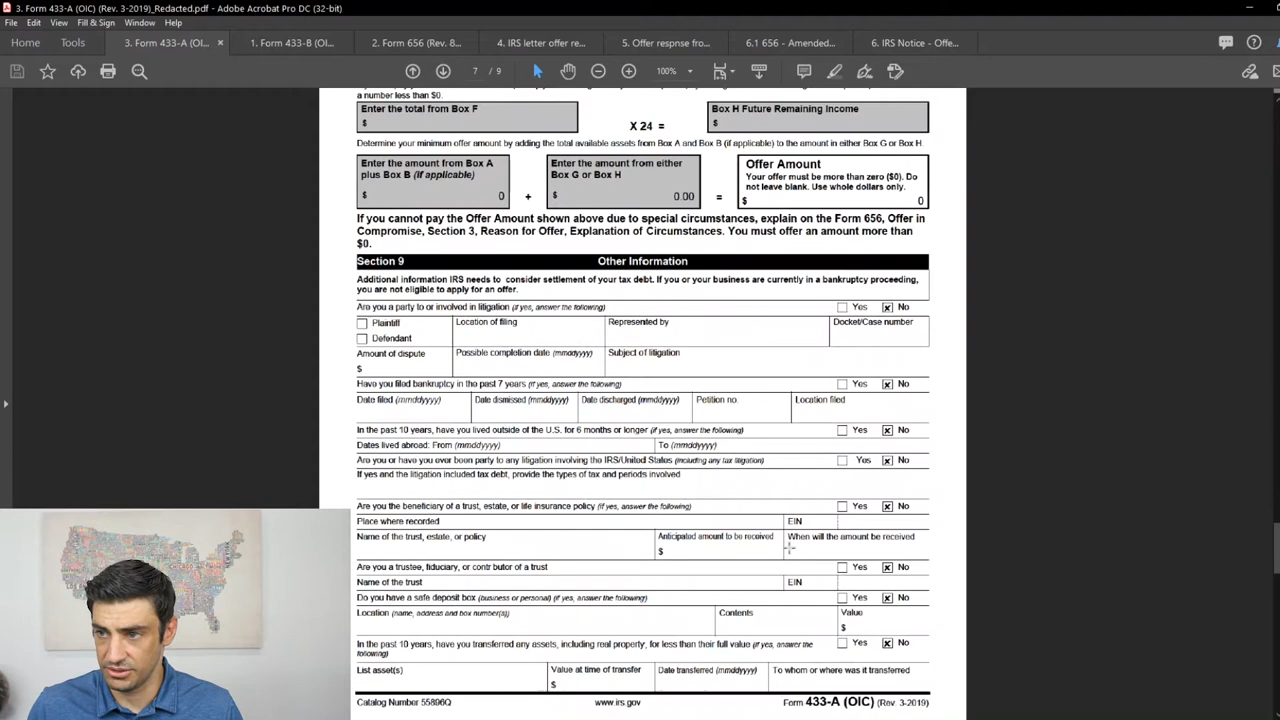 3. Form 433-A (OIC) (Rev. 3-2019)_Redacted.pdf - Adobe Acrobat Pro DC (32-bit)
File Edit View Fill & Sign Window Help
Home Tools 3. Form 433-A (OI... × 1. Form 433-B (OI... 2. Form 656 (Rev. 8... 4. IRS letter offer re... 5. Offer respnse fro... 6.1 656 - Amended... 6. IRS Notice - Offe...
7 / 9 100%
a number less than $0.
Enter the total from Box F
$
X 24 =
Box H Future Remaining Income
$
Determine your minimum offer amount by adding the total available assets from Box A and Box B (if applicable) to the amount in either Box G or Box H.
Enter the amount from Box A
plus Box B (if applicable)
$ 0
+
Enter the amount from either
Box G or Box H
$ 0.00
=
Offer Amount
Your offer must be more than zero ($0). Do
not leave blank. Use whole dollars only.
$ 0
If you cannot pay the Offer Amount shown above due to special circumstances, explain on the Form 656, Offer in
Compromise, Section 3, Reason for Offer, Explanation of Circumstances. You must offer an amount more than
$0.
Section 9 Other Information
Additional information IRS needs to consider settlement of your tax debt. If you or your business are currently in a bankruptcy proceeding,
you are not eligible to apply for an offer.
Are you a party to or involved in litigation (if yes, answer the following) Yes x No
Plaintiff Location of filing Represented by Docket/Case number
Defendant
Amount of dispute Possible completion date (mmddyyyy) Subject of litigation
$
Have you filed bankruptcy in the past 7 years (if yes, answer the following) Yes x No
Date filed (mmddyyyy) Date dismissed (mmddyyyy) Date discharged (mmddyyyy) Petition no. Location filed
In the past 10 years, have you lived outside of the U.S. for 6 months or longer (if yes, answer the following) Yes x No
Dates lived abroad: From (mmddyyyy) To (mmddyyyy)
Are you or have you ever been party to any litigation involving the IRS/United States (including any tax litigation) Yes x No
If yes and the litigation included tax debt, provide the types of tax and periods involved
Are you the beneficiary of a trust, estate, or life insurance policy (if yes, answer the following) Yes x No
Place where recorded EIN
Name of the trust, estate, or policy Anticipated amount to be received When will the amount be received
$
Are you a trustee, fiduciary, or contributor of a trust Yes x No
Name of the trust EIN
Do you have a safe deposit box (business or personal) (if yes, answer the following) Yes x No
Location (name, address and box number(s)) Contents Value
$
In the past 10 years, have you transferred any assets, including real property, for less than their full value (if yes, answer the Yes x No
following)
List asset(s) Value at time of transfer Date transferred (mmddyyyy) To whom or where was it transferred
$
Catalog Number 55896Q www.irs.gov Form 433-A (OIC) (Rev. 3-2019)